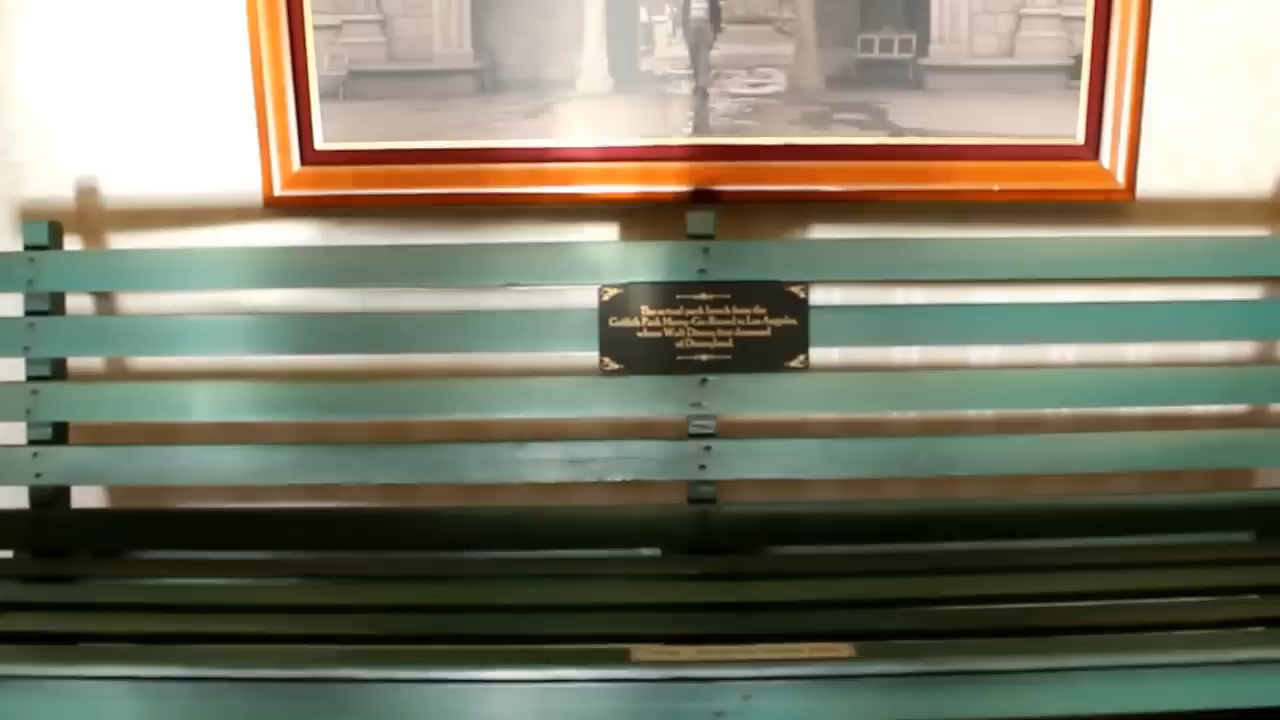 The actual park bench from the
Griffith Park Merry-Go-Round in Los Angeles,
where Walt Disney first dreamed
of Disneyland.